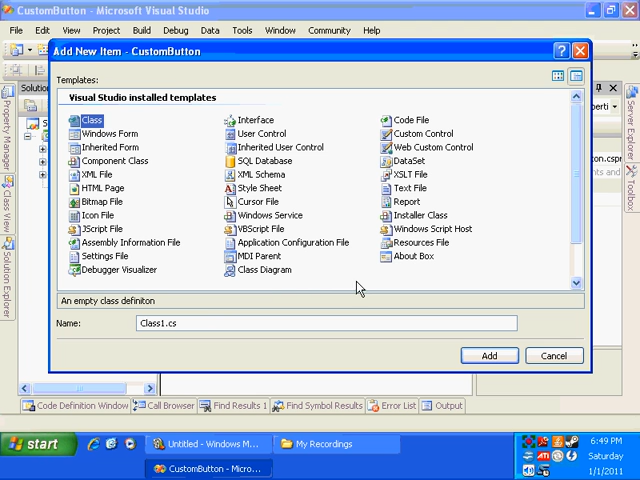 CustomButton - Microsoft Visual Studio
File Edit View Project Build Debug Data Tools Window Community Help
Add New Item - CustomButton
Templates:
Visual Studio installed templates
Class Interface Code File
Windows Form User Control Custom Control
Inherited Form Inherited User Control Web Custom Control
Component Class SQL Database DataSet
XML File XML Schema XSLT File
HTML Page Style Sheet Text File
Bitmap File Cursor File Report
Icon File Windows Service Installer Class
JScript File VBScript File Windows Script Host
Assembly Information File Application Configuration File Resources File
Settings File MDI Parent About Box
Debugger Visualizer Class Diagram
An empty class definiton
Name: Class1.cs
Add Cancel
Property Manager
Class View
Solution Explorer
Server Explorer
Toolbox
Code Definition Window Call Browser Find Results 1 Find Symbol Results Error List Output
start
Untitled - Windows M... My Recordings
CustomButton - Micro...
ATI
6:49 PM
Saturday
1/1/2011